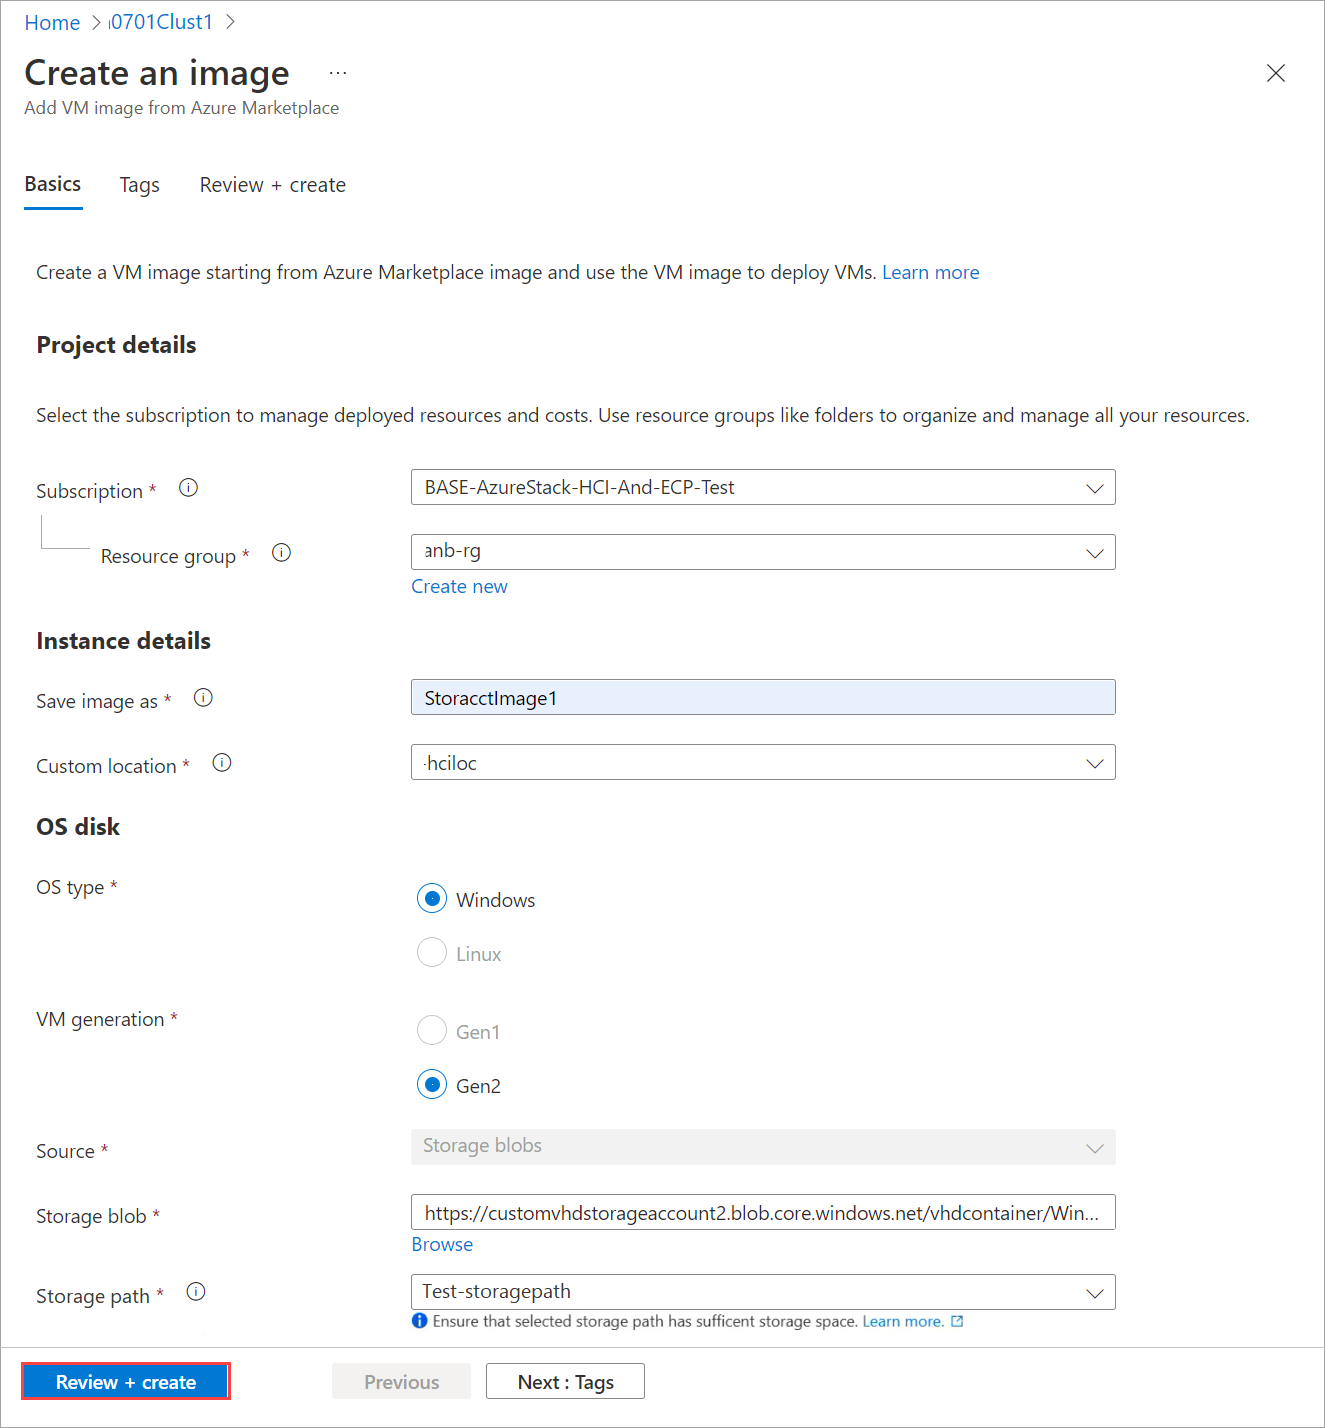 Home > 0701Clust1 >
Create an image ...
Add VM image from Azure Marketplace
Basics Tags Review + create
Create a VM image starting from Azure Marketplace image and use the VM image to deploy VMs. Learn more
Project details
Select the subscription to manage deployed resources and costs. Use resource groups like folders to organize and manage all your resources.
Subscription * BASE-AzureStack-HCI-And-ECP-Test
Resource group * anb-rg
Create new
Instance details
Save image as * StoracctImage1
Custom location * -hciloc
OS disk
OS type *
Windows
Linux
VM generation *
Gen1
Gen2
Source * Storage blobs
Storage blob * https://customvhdstorageaccount2.blob.core.windows.net/vhdcontainer/Win...
Browse
Storage path * Test-storagepath
Ensure that selected storage path has sufficent storage space. Learn more.
Review + create Previous Next : Tags